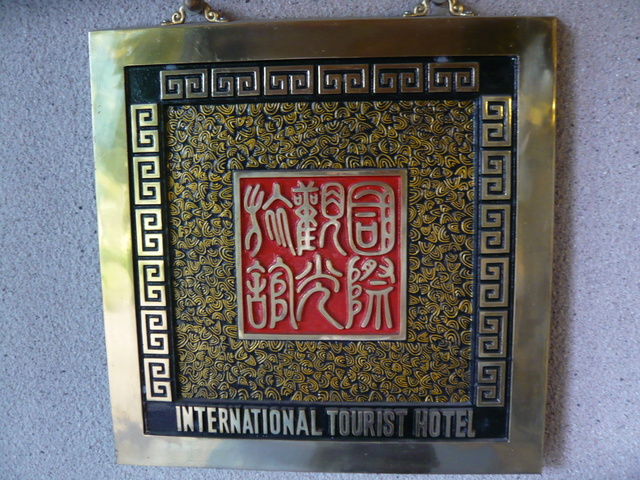 國際
觀光
旅館
INTERNATIONAL TOURIST HOTEL